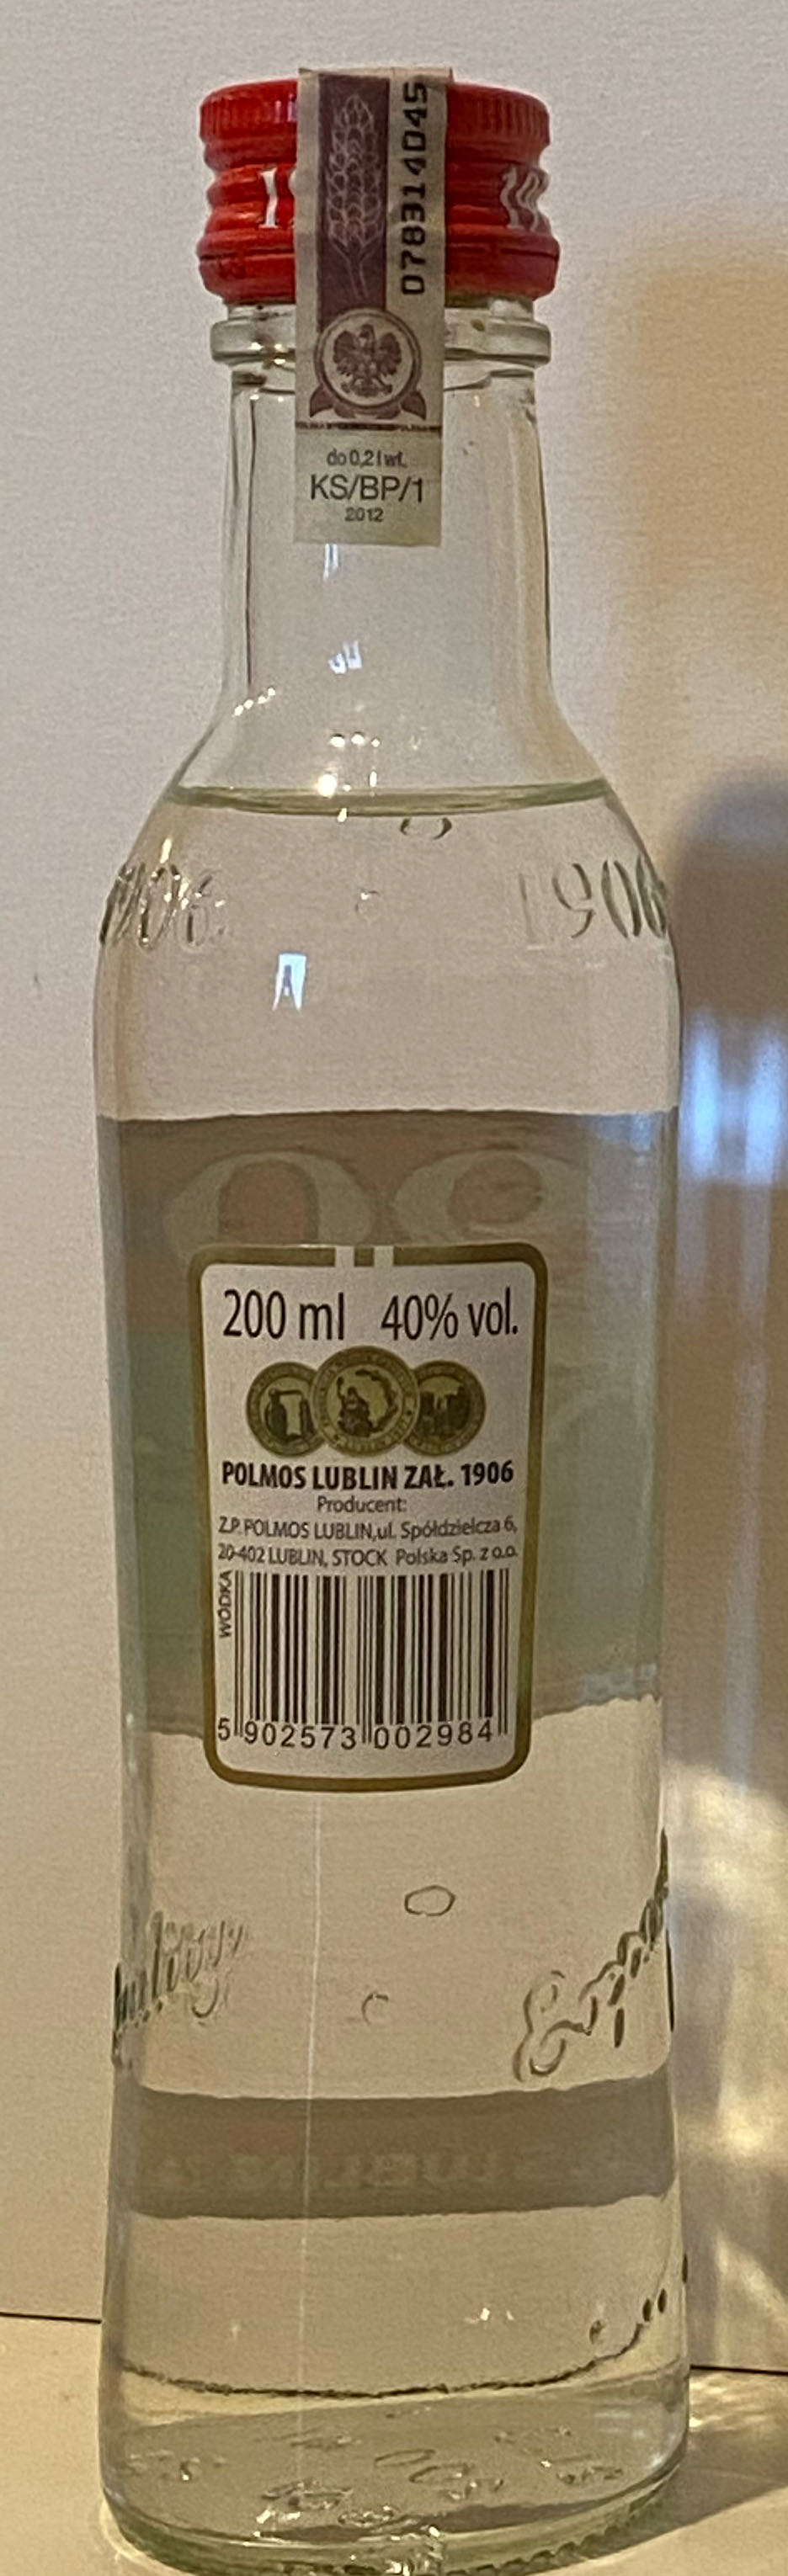 07831404S
do 0,2 l wł.
KS/BP/1
2012
1906
200 ml 40% vol.
POLMOS LUBLIN ZAŁ. 1906
Producent:
Z.P. POLMOS LUBLIN,ul. Spółdzielcza 6,
20-402 LUBLIN, STOCK Polska Sp. z o.o.
WÓDKA
5 902573 002984